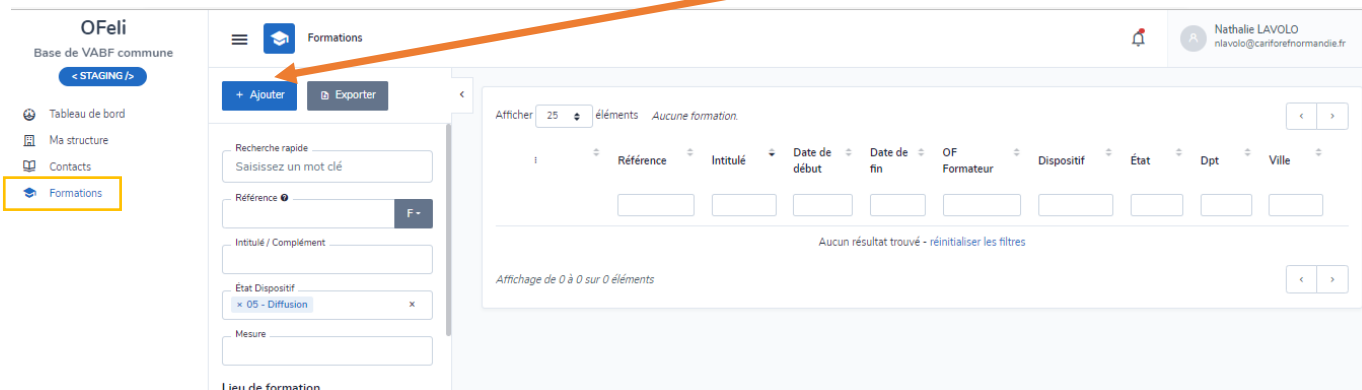 OFeli
Base de VABF commune
< STAGING />
Tableau de bord
Ma structure
Contacts
Formations
Formations
Nathalie LAVOLO
nlavolo@cariforefnormandie.fr
+ Ajouter
Exporter
Recherche rapide
Saisissez un mot clé
Référence
F
Intitulé / Complément
État Dispositif
× 05 - Diffusion ×
Mesure
Lieu de formation
Afficher 25 éléments Aucune formation.
I Référence Intitulé Date de début Date de fin OF Formateur Dispositif État Dpt Ville
Aucun résultat trouvé - réinitialiser les filtres
Affichage de 0 à 0 sur 0 éléments